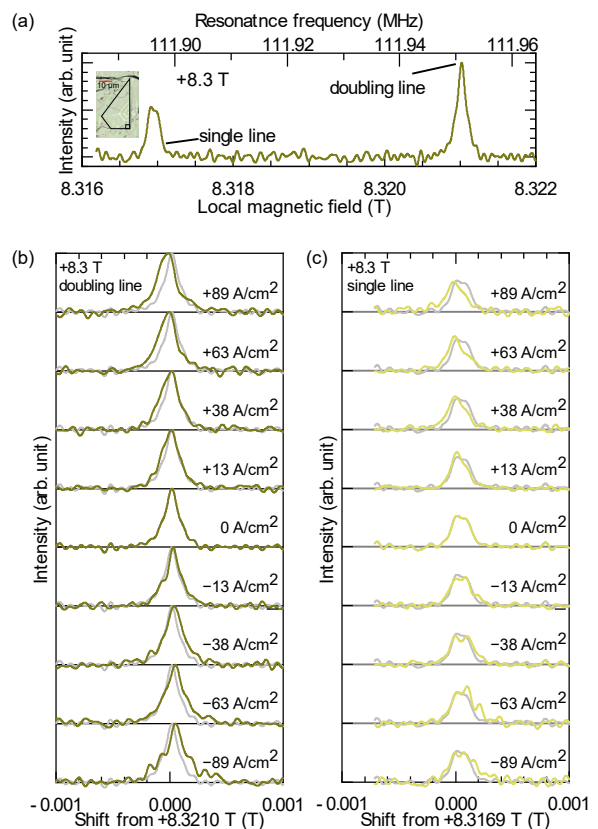 (a)
Resonatnce frequency (MHz)
111.90
111.92
111.94
111.96
Intensity (arb. unit)
10 μm
+8.3 T
doubling line
single line
8.316
8.318
8.320
8.322
Local magnetic field (T)
(b)
+8.3 T
doubling line
+89 A/cm2
+63 A/cm2
+38 A/cm2
+13 A/cm2
0 A/cm2
−13 A/cm2
−38 A/cm2
−63 A/cm2
−89 A/cm2
Intensity (arb. unit)
- 0.001
0.000
0.001
Shift from +8.3210 T (T)
(c)
+8.3 T
single line
+89 A/cm2
+63 A/cm2
+38 A/cm2
+13 A/cm2
0 A/cm2
−13 A/cm2
−38 A/cm2
−63 A/cm2
−89 A/cm2
Intensity (arb. unit)
- 0.001
0.000
0.001
Shift from +8.3169 T (T)